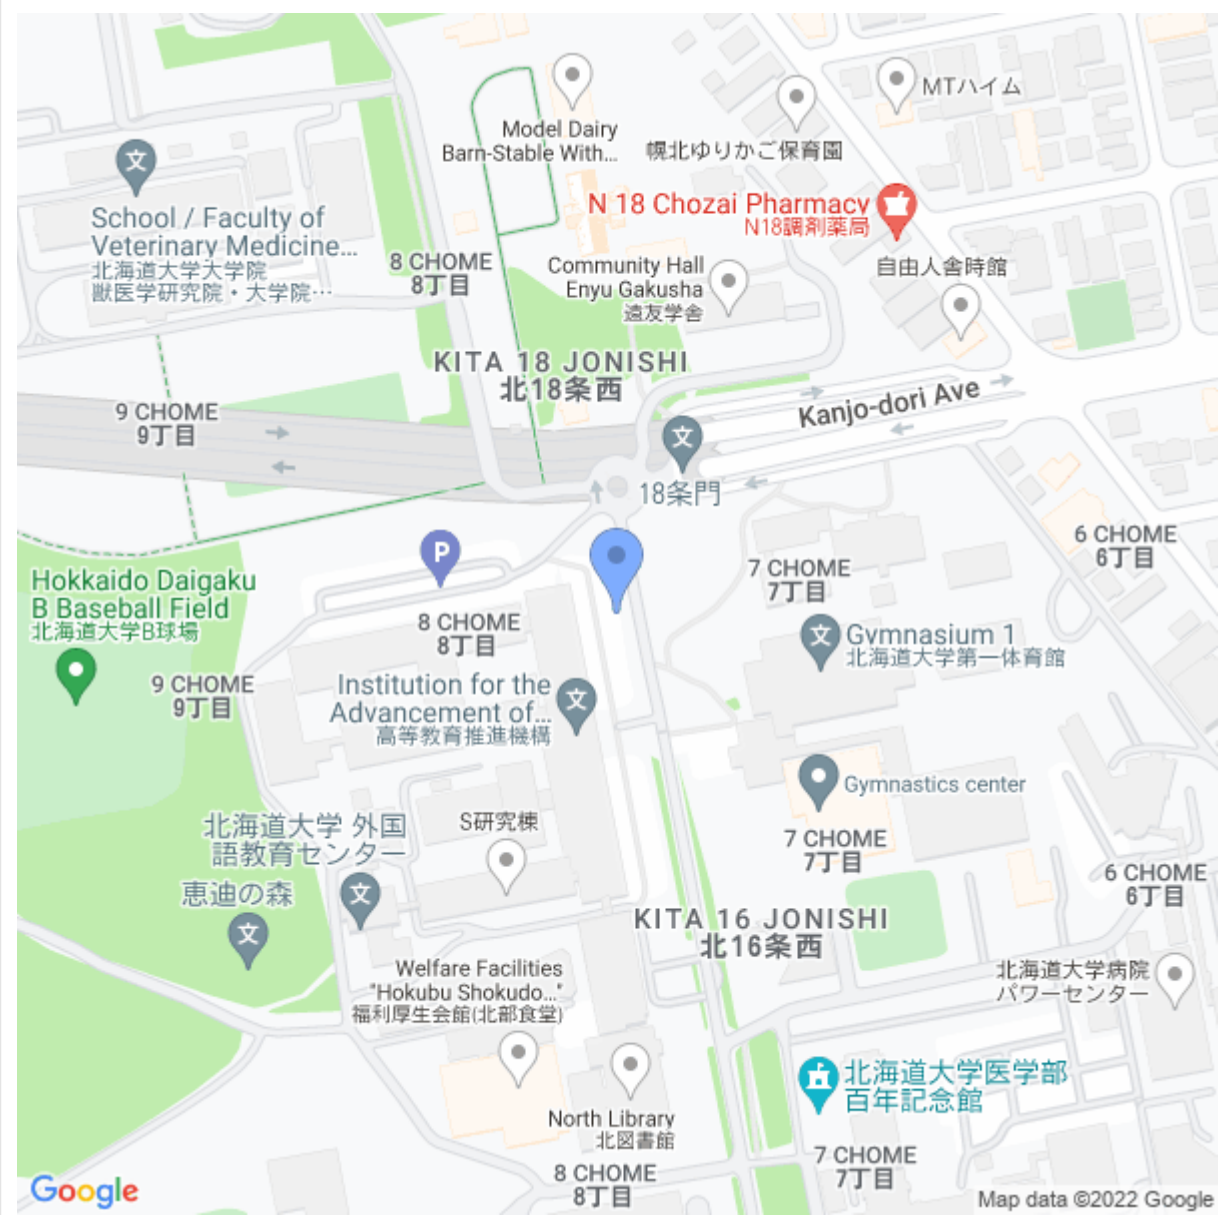 MTハイム
Model Dairy
Barn-Stable With...
幌北ゆりかご保育園
School / Faculty of
Veterinary Medicine...
北海道大学大学院
獣医学研究院・大学院…
N 18 Chozai Pharmacy
N18調剤薬局
8 CHOME
8丁目
Community Hall
Enyu Gakusha
遠友学舎
自由人舎時館
KITA 18 JONISHI
北18条西
9 CHOME
9丁目
Kanjo-dori Ave
18条門
P
6 CHOME
6丁目
7 CHOME
7丁目
Hokkaido Daigaku
B Baseball Field
北海道大学B球場
8 CHOME
8丁目
Gymnasium 1
北海道大学第一体育館
9 CHOME
9丁目
Institution for the
Advancement of...
高等教育推進機構
Gymnastics center
北海道大学 外国
語教育センター
S研究棟
7 CHOME
7丁目
恵迪の森
6 CHOME
6丁目
KITA 16 JONISHI
北16条西
Welfare Facilities
"Hokubu Shokudo..."
福利厚生会館(北部食堂)
北海道大学病院
パワーセンター
北海道大学医学部
百年記念館
North Library
北図書館
7 CHOME
7丁目
8 CHOME
8丁目
Google
Map data ©2022 Google